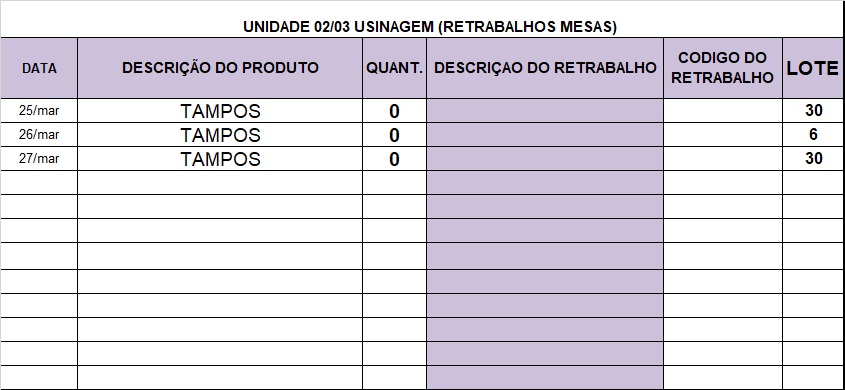 UNIDADE 02/03 USINAGEM (RETRABALHOS MESAS)
DATA DESCRIÇÃO DO PRODUTO QUANT. DESCRIÇAO DO RETRABALHO CODIGO DO RETRABALHO LOTE
25/mar TAMPOS 0 30
26/mar TAMPOS 0 6
27/mar TAMPOS 0 30